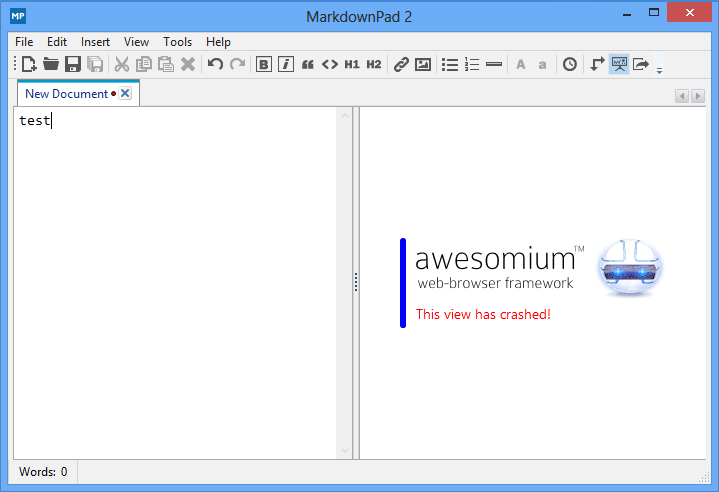 MP MarkdownPad 2
File Edit Insert View Tools Help
B i “ <> H1 H2 A a
New Document
test
awesomium™
web-browser framework
This view has crashed!
Words: 0